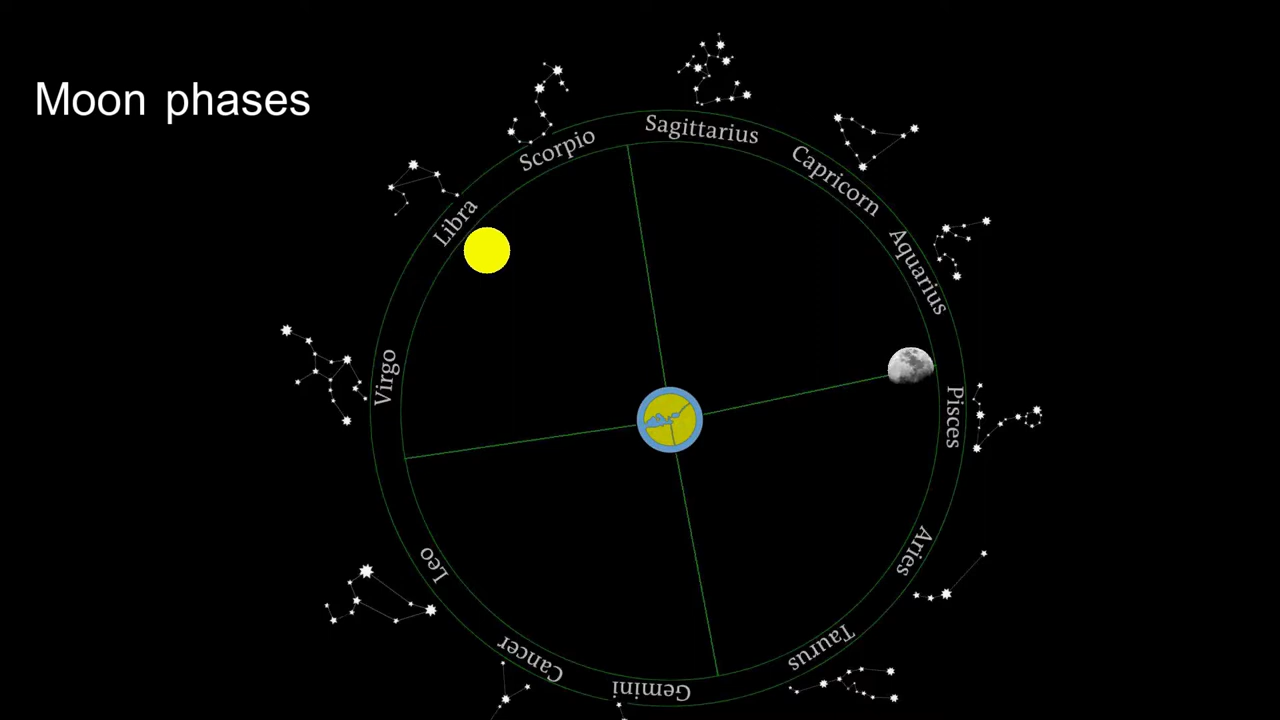 Moon phases
Sagittarius
Capricorn
Aquarius
Pisces
Aries
Taurus
Gemini
Cancer
Leo
Virgo
Libra
Scorpio